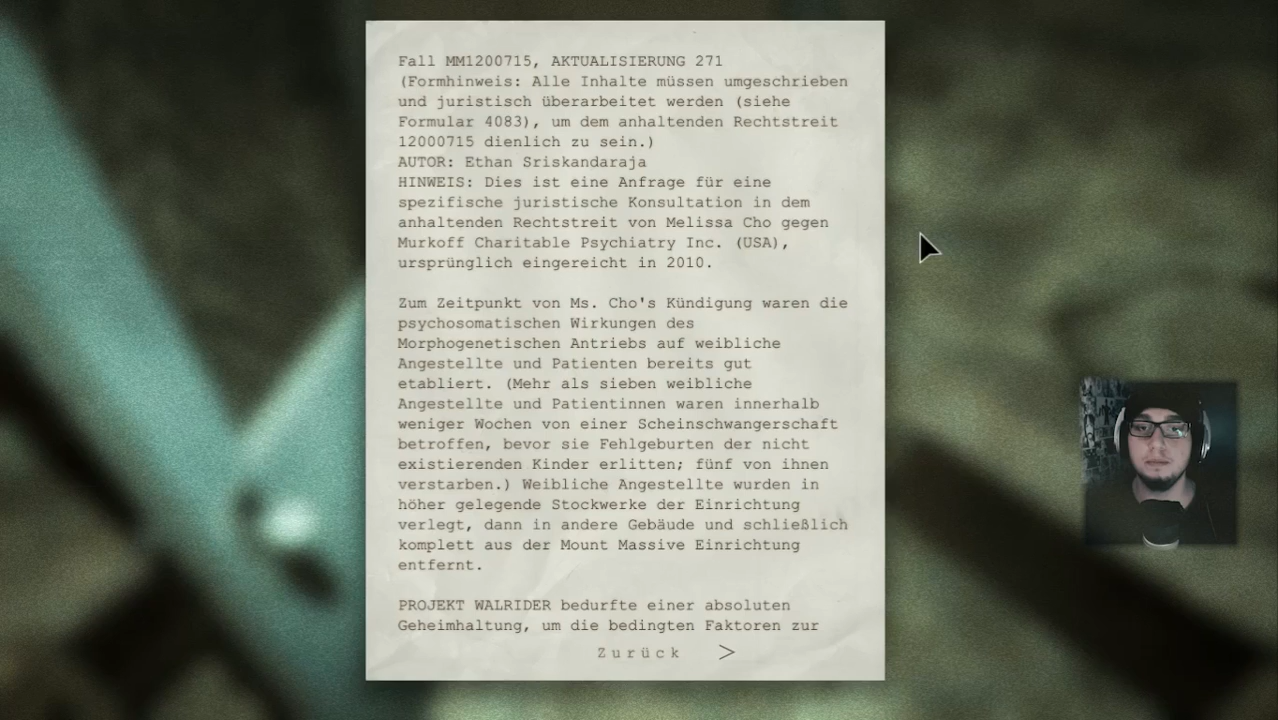 Fall MM1200715, AKTUALISIERUNG 271
(Formhinweis: Alle Inhalte müssen umgeschrieben
und juristisch überarbeitet werden (siehe
Formular 4083), um dem anhaltenden Rechtstreit
12000715 dienlich zu sein.)
AUTOR: Ethan Sriskandaraja
HINWEIS: Dies ist eine Anfrage für eine
spezifische juristische Konsultation in dem
anhaltenden Rechtstreit von Melissa Cho gegen
Murkoff Charitable Psychiatry Inc. (USA),
ursprünglich eingereicht in 2010.
Zum Zeitpunkt von Ms. Cho's Kündigung waren die
psychosomatischen Wirkungen des
Morphogenetischen Antriebs auf weibliche
Angestellte und Patienten bereits gut
etabliert. (Mehr als sieben weibliche
Angestellte und Patientinnen waren innerhalb
weniger Wochen von einer Scheinschwangerschaft
betroffen, bevor sie Fehlgeburten der nicht
existierenden Kinder erlitten; fünf von ihnen
verstarben.) Weibliche Angestellte wurden in
höher gelegende Stockwerke der Einrichtung
verlegt, dann in andere Gebäude und schließlich
komplett aus der Mount Massive Einrichtung
entfernt.
PROJEKT WALRIDER bedurfte einer absoluten
Geheimhaltung, um die bedingten Faktoren zur
Zurück >